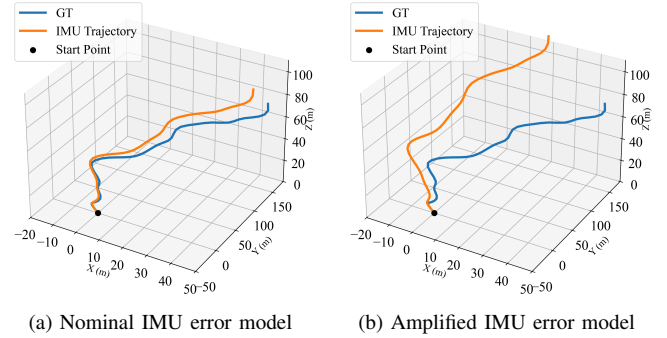 GT
IMU Trajectory
Start Point
100
80
60
40
20
0
Z (m)
−20
−10
0
10
20
30
40
50
X (m)
−50
0
50
100
150
Y (m)
(a) Nominal IMU error model
GT
IMU Trajectory
Start Point
100
80
60
40
20
0
Z (m)
−20
−10
0
10
20
30
40
50
X (m)
−50
0
50
100
150
Y (m)
(b) Amplified IMU error model